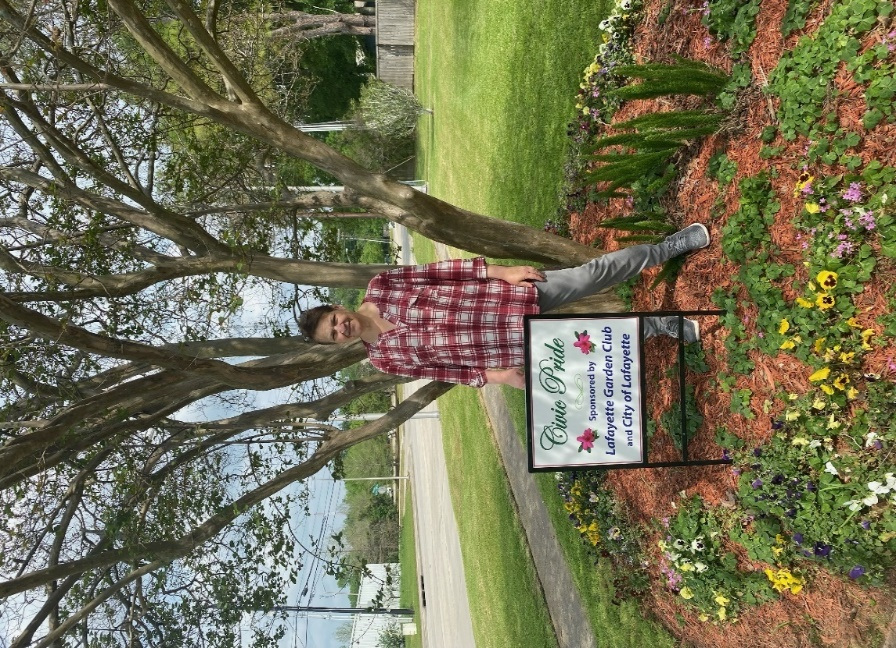 Civic Pride
Sponsored by
Lafayette Garden Club
and City of Lafayette